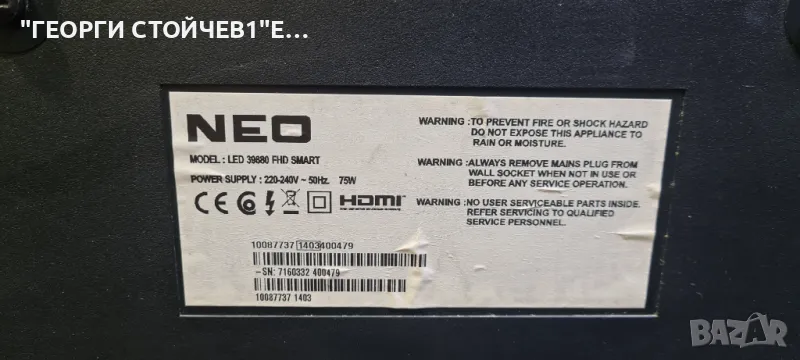 "ГЕОРГИ СТОЙЧЕВ1"Е...
NEO
MODEL: LED 39680 FHD SMART
POWER SUPPLY : 220-240V ~ 50Hz. 75W
CE HDMI
10087737 1403400479
-SN: 7160332 400479
10087737 1403
WARNING :TO PREVENT FIRE OR SHOCK HAZARD
DO NOT EXPOSE THIS APPLIANCE TO
RAIN OR MOISTURE.
WARNING :ALWAYS REMOVE MAINS PLUG FROM
WALL SOCKET WHEN NOT IN USE OR
BEFORE ANY SERVICE OPERATION.
WARNING :NO USER SERVICEABLE PARTS INSIDE.
REFER SERVICING TO QUALIFIED
SERVICE PERSONNEL.
BAZAR